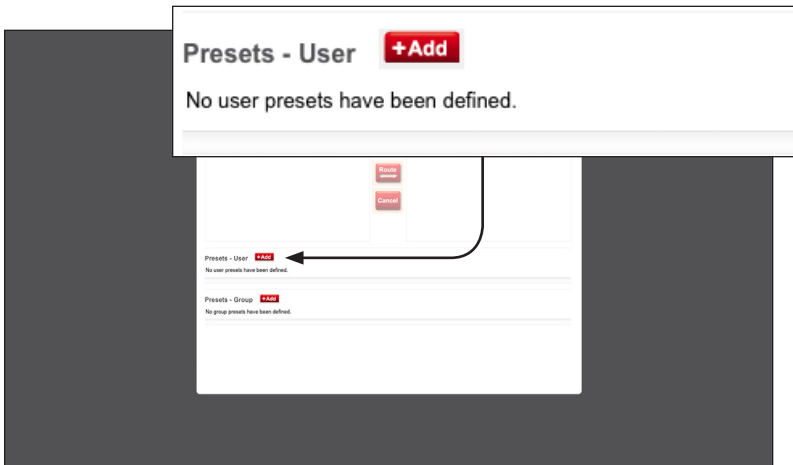 Presets - User +Add
No user presets have been defined.
Route
Cancel
Presets - User +Add
No user presets have been defined.
Presets - Group +Add
No group presets have been defined.